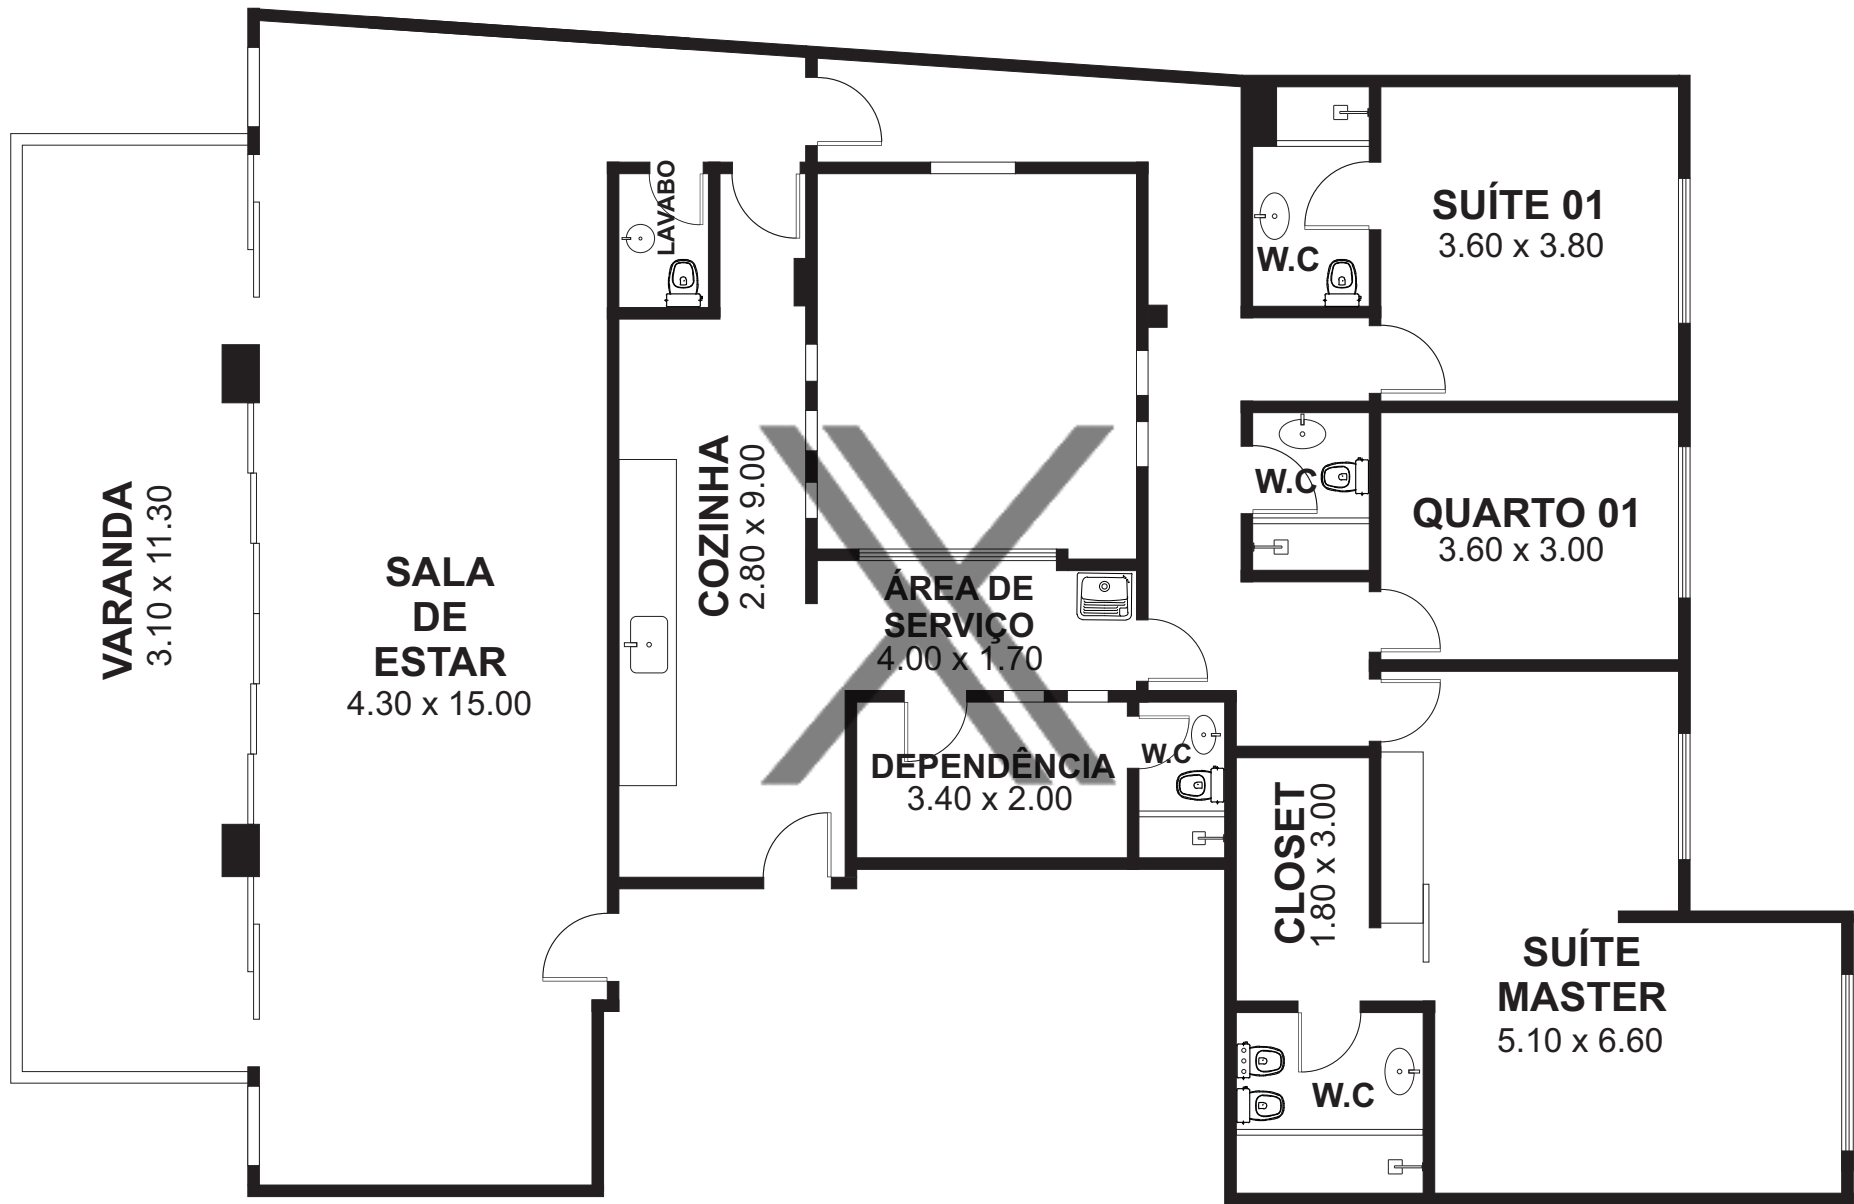 LAVABO
SUÍTE 01
3.60 x 3.80
W.C
W.C
QUARTO 01
3.60 x 3.00
VARANDA
3.10 x 11.30
SALA
DE
ESTAR
4.30 x 15.00
COZINHA
2.80 x 9.00
ÁREA DE
SERVIÇO
4.00 x 1.70
DEPENDÊNCIA
3.40 x 2.00
W.C
CLOSET
1.80 x 3.00
SUÍTE
MASTER
5.10 x 6.60
W.C